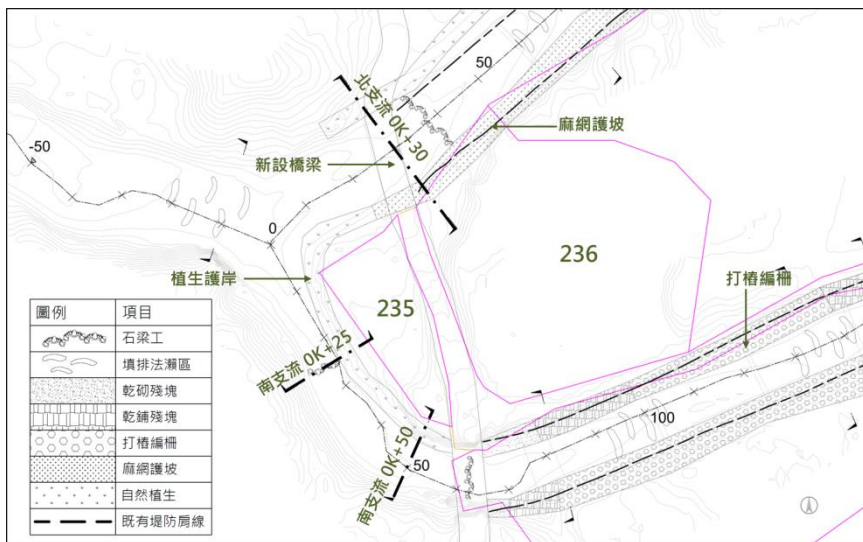 50
北支流 0K+30
麻網護坡
-50
新設橋梁
0
236
植生護岸
235
打樁編柵
南支流 0K+25
100
南支流 0K+50
50
圖例 項目
石梁工
填排法瀨區
乾砌殘塊
乾鋪殘塊
打樁編柵
麻網護坡
自然植生
既有堤防房線